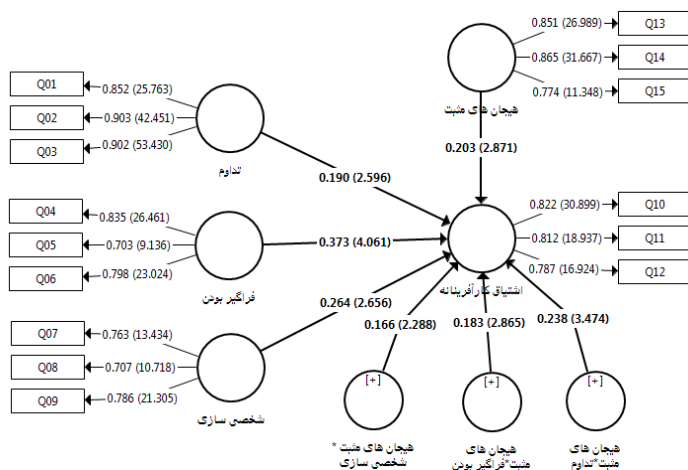 Q13
0.851 (26.989)
Q14
0.865 (31.667)
Q15
0.774 (11.348)
هیجان های مثبت
0.203 (2.871)
Q01
0.852 (25.763)
Q02
0.903 (42.451)
Q03
0.902 (53.430)
تداوم
0.190 (2.596)
Q04
0.835 (26.461)
Q05
0.703 (9.136)
Q06
0.798 (23.024)
فراگیر بودن
0.373 (4.061)
Q10
0.822 (30.899)
Q11
0.812 (18.937)
Q12
0.787 (16.924)
اشتیاق کارآفرینانه
Q07
0.763 (13.434)
Q08
0.707 (10.718)
Q09
0.786 (21.305)
شخصی سازی
0.264 (2.656)
0.166 (2.288)
0.183 (2.865)
0.238 (3.474)
[+]
هیجان های مثبت *
شخصی سازی
[+]
هیجان های
مثبت*فراگیر بودن
[+]
هیجان های
مثبت*تداوم